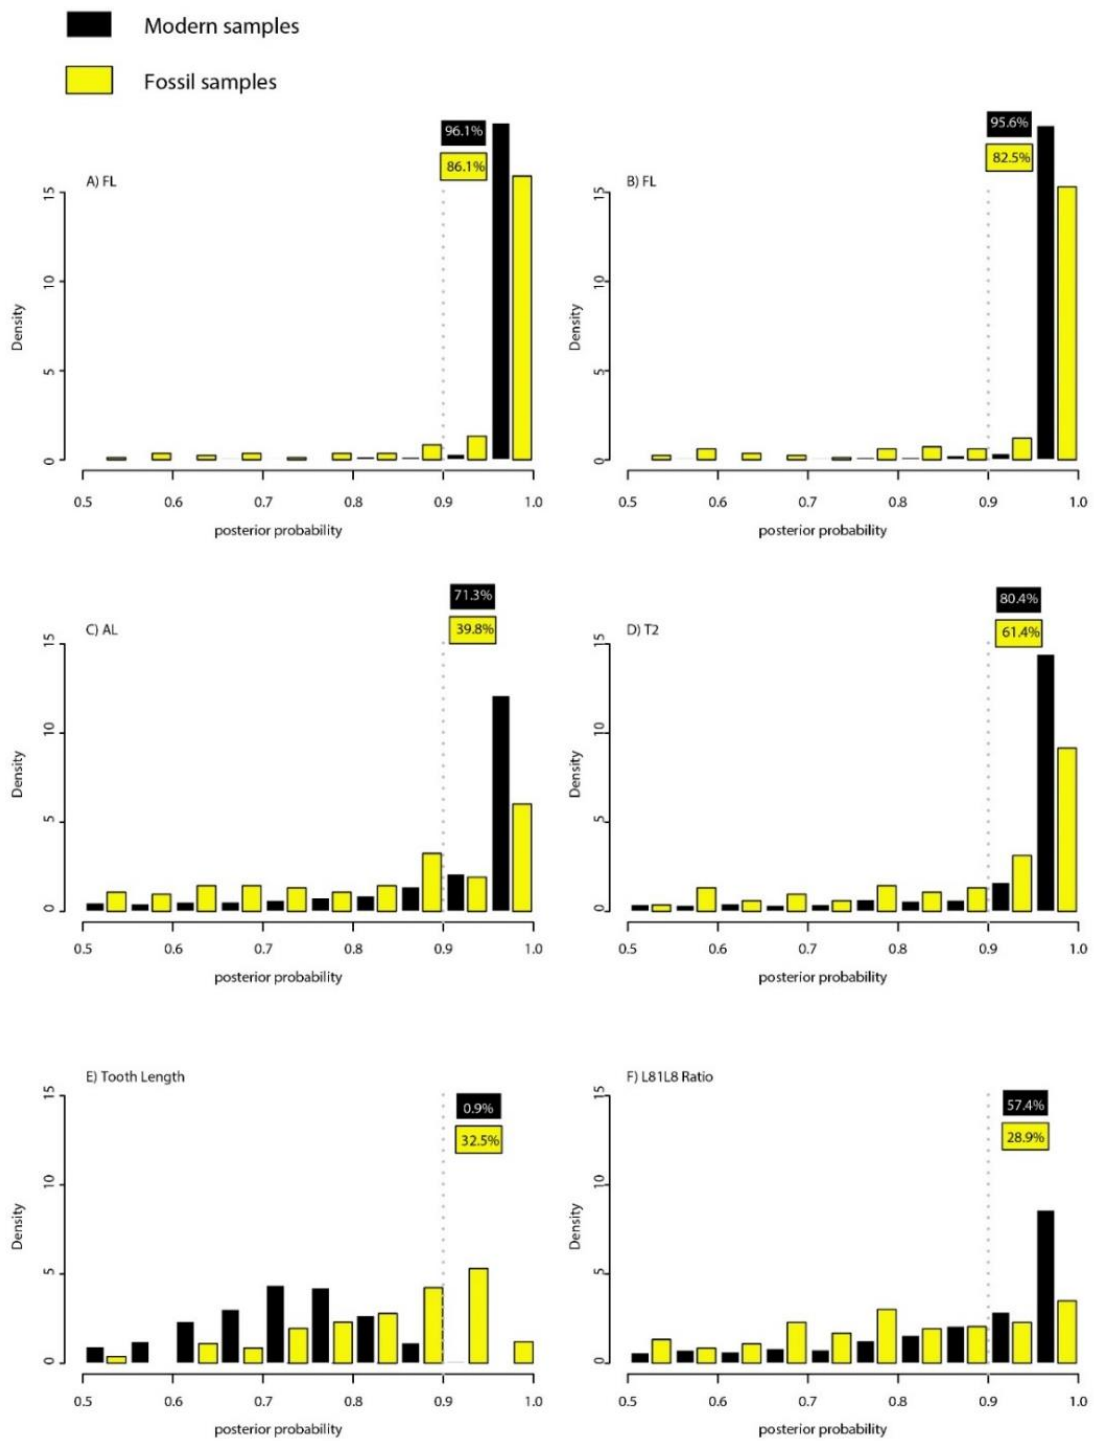 Modern samples
Fossil samples
A) FL
96.1%
86.1%
Density
0
5
10
15
0.5 0.6 0.7 0.8 0.9 1.0
posterior probability
B) FL
95.6%
82.5%
Density
0
5
10
15
0.5 0.6 0.7 0.8 0.9 1.0
posterior probability
C) AL
71.3%
39.8%
Density
0
5
10
15
0.5 0.6 0.7 0.8 0.9 1.0
posterior probability
D) T2
80.4%
61.4%
Density
0
5
10
15
0.5 0.6 0.7 0.8 0.9 1.0
posterior probability
E) Tooth Length
0.9%
32.5%
Density
0
5
10
15
0.5 0.6 0.7 0.8 0.9 1.0
posterior probability
F) L81L8 Ratio
57.4%
28.9%
Density
0
5
10
15
0.5 0.6 0.7 0.8 0.9 1.0
posterior probability